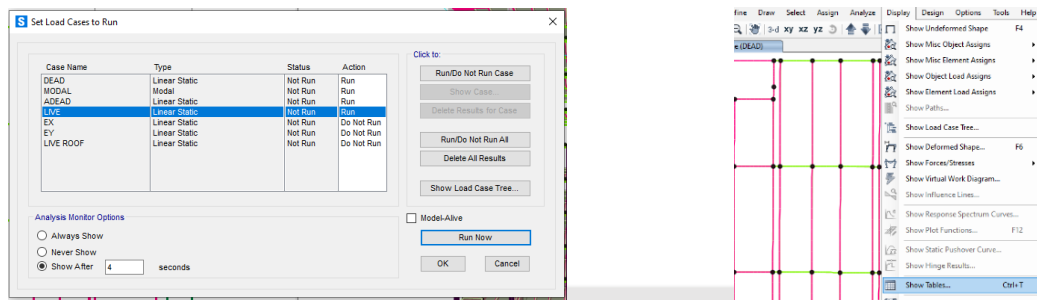 Set Load Cases to Run
Click to:
Case Name Type Status Action
DEAD Linear Static Not Run Run
MODAL Modal Not Run Run
ADEAD Linear Static Not Run Run
LIVE Linear Static Not Run Run
EX Linear Static Not Run Do Not Run
EY Linear Static Not Run Do Not Run
LIVE ROOF Linear Static Not Run Do Not Run
Run/Do Not Run Case
Show Case...
Delete Results for Case
Run/Do Not Run All
Delete All Results
Show Load Case Tree...
Analysis Monitor Options
Always Show
Never Show
Show After 4 seconds
Model-Alive
Run Now
OK Cancel
fine Draw Select Assign Analyze Display Design Options Tools Help
3-d xy xz yz
e (DEAD)
Show Undeformed Shape F4
Show Misc Object Assigns
Show Misc Element Assigns
Show Object Load Assigns
Show Element Load Assigns
Show Paths...
Show Load Case Tree...
Show Deformed Shape... F6
Show Forces/Stresses
Show Virtual Work Diagram...
Show Influence Lines...
Show Response Spectrum Curves...
Show Plot Functions... F12
Show Static Pushover Curve...
Show Hinge Results...
Show Tables... Ctrl+T